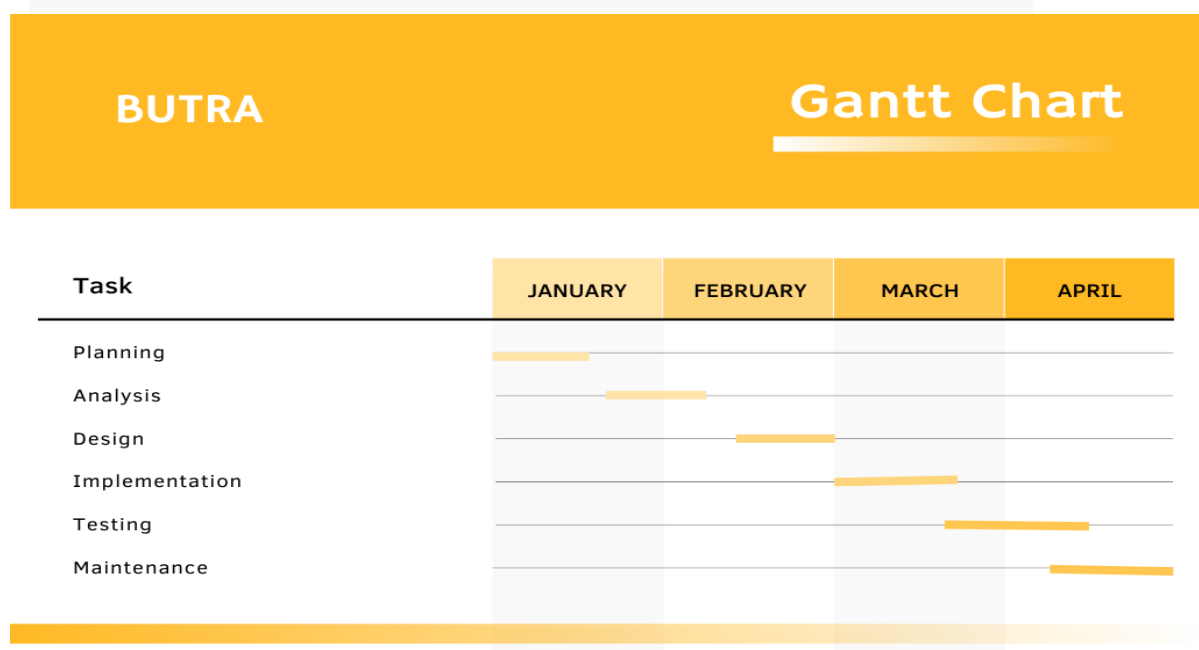 BUTRA
Gantt Chart
Task JANUARY FEBRUARY MARCH APRIL
Planning
Analysis
Design
Implementation
Testing
Maintenance